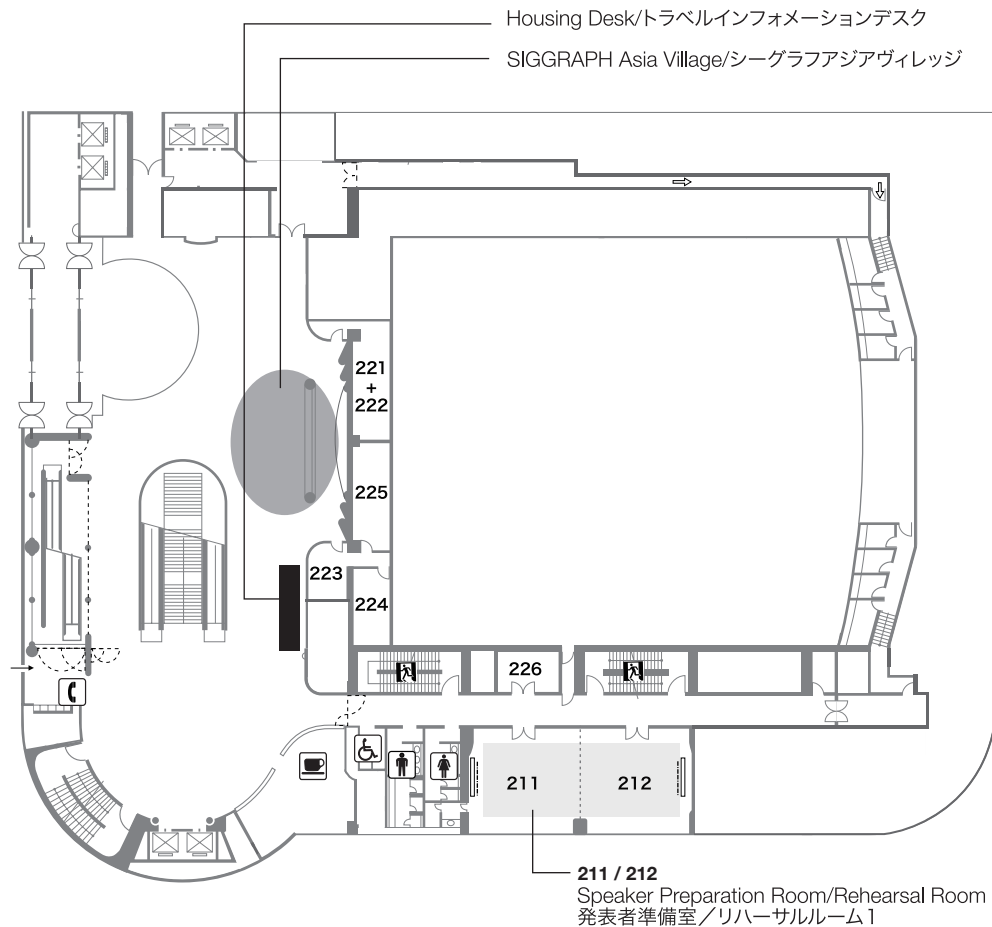 Housing Desk/トラベルインフォメーションデスク
SIGGRAPH Asia Village/シーグラフアジアヴィレッジ
221
+
222
225
223
224
226
211
212
211 / 212
Speaker Preparation Room/Rehearsal Room
発表者準備室／リハーサルルーム1